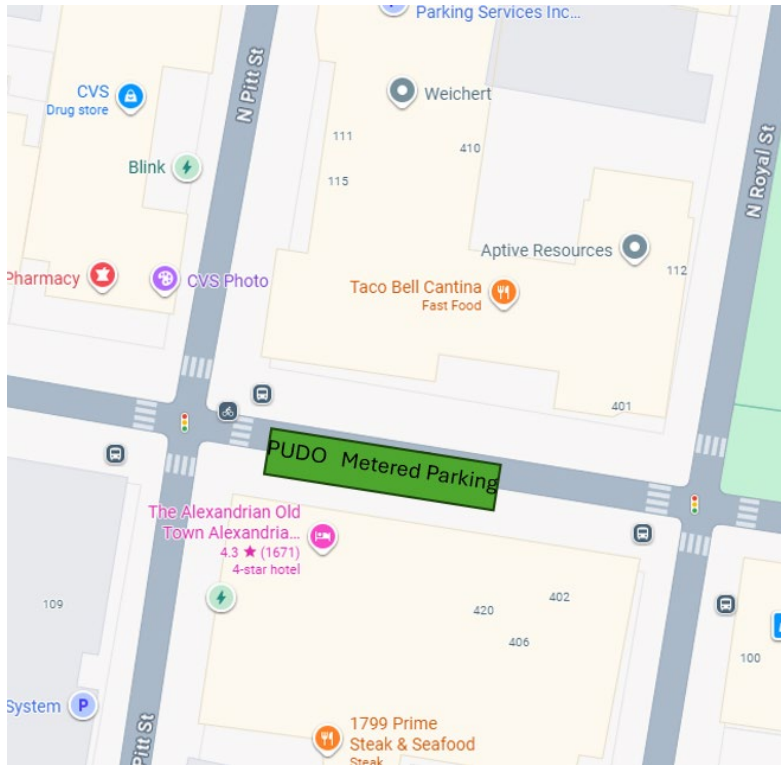 Parking Services Inc...
CVS
Drug store
N Pitt St
Weichert
111
410
Blink
115
N Royal St
Aptive Resources
112
Pharmacy
CVS Photo
Taco Bell Cantina
Fast Food
401
PUDO Metered Parking
The Alexandrian Old
Town Alexandria...
4.3 ★ (1671)
4-star hotel
109
402
420
406
100
System
P
Pitt St
1799 Prime
Steak & Seafood
Steak